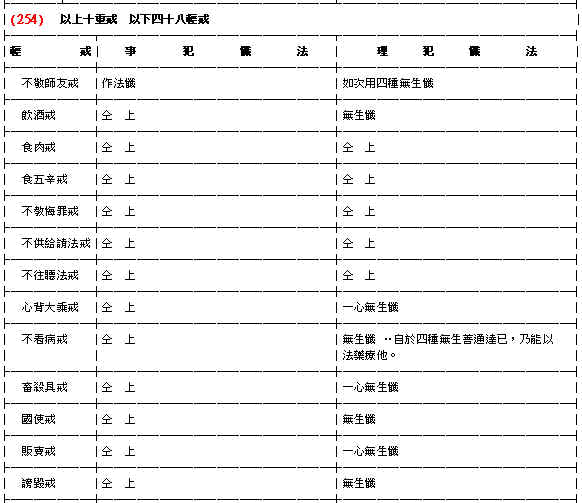 (254)　以上十重戒　以下四十八輕戒
輕　戒　事　犯　懺　法　理　犯　懺　法
不敬師友戒　作法懺　如次用四種無生懺
飲酒戒　仝　上　無生懺
食肉戒　仝　上　仝　上
食五辛戒　仝　上　仝　上
不教悔罪戒　仝　上　仝　上
不供給請法戒　仝　上　仝　上
不往聽法戒　仝　上　仝　上
心背大乘戒　仝　上　一心無生懺
不看病戒　仝　上　無生懺 ‥自於四種無生善通達已，乃能以
法藥療他。
畜殺具戒　仝　上　一心無生懺
國使戒　仝　上　無生懺
販賣戒　仝　上　一心無生懺
謗毀戒　仝　上　無生懺